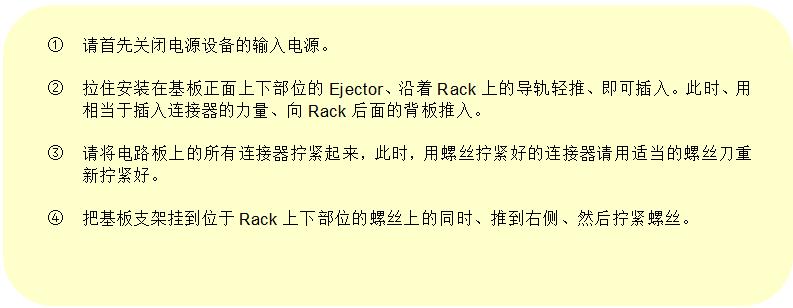 ① 请首先关闭电源设备的输入电源。
② 拉住安装在基板正面上下部位的 Ejector、沿着 Rack 上的导轨轻推、即可插入。此时、用
相当于插入连接器的力量、向 Rack 后面的背板推入。
③ 请将电路板上的所有连接器拧紧起来，此时，用螺丝拧紧好的连接器请用适当的螺丝刀重
新拧紧好。
④ 把基板支架挂到位于 Rack 上下部位的螺丝上的同时、推到右侧、然后拧紧螺丝。